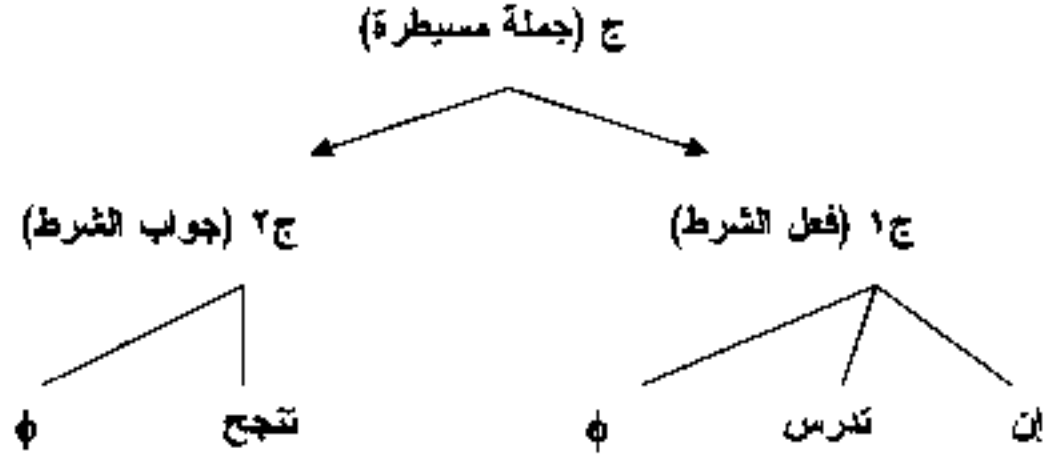 ج (جملة مسيطرة)
ج١ (فعل الشرط) ج٢ (جواب الشرط)
إن تدرس ϕ تنجح ϕ